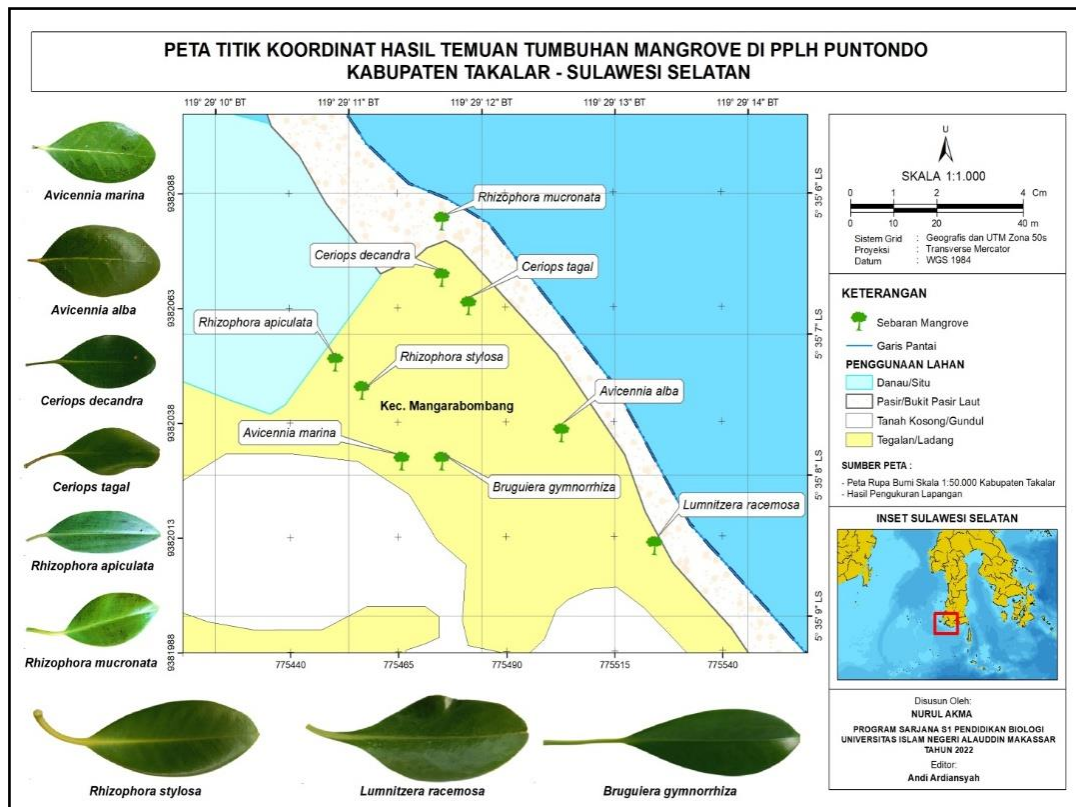 PETA TITIK KOORDINAT HASIL TEMUAN TUMBUHAN MANGROVE DI PPLH PUNTONDO
KABUPATEN TAKALAR - SULAWESI SELATAN
Avicennia marina
Avicennia alba
Ceriops decandra
Ceriops tagal
Rhizophora apiculata
Rhizophora mucronata
119° 29' 10" BT
119° 29' 11" BT
119° 29' 12" BT
119° 29' 13" BT
119° 29' 14" BT
9382088
9382063
9382038
9382013
9381988
Rhizophora mucronata
Ceriops decandra
Ceriops tagal
Rhizophora apiculata
Rhizophora stylosa
Kec. Mangarabombang
Avicennia alba
Avicennia marina
Bruguiera gymnorrhiza
Lumnitzera racemosa
5° 35' 6" LS
5° 35' 7" LS
5° 35' 8" LS
5° 35' 9" LS
775440
775465
775490
775515
775540
Rhizophora stylosa
Lumnitzera racemosa
Bruguiera gymnorrhiza
U
SKALA 1:1.000
0 1 2 4 Cm
0 10 20 40 m
Sistem Grid : Geografis dan UTM Zona 50s
Proyeksi : Transverse Mercator
Datum : WGS 1984
KETERANGAN
Sebaran Mangrove
Garis Pantai
PENGGUNAAN LAHAN
Danau/Situ
Pasir/Bukit Pasir Laut
Tanah Kosong/Gundul
Tegalan/Ladang
SUMBER PETA :
- Peta Rupa Bumi Skala 1:50.000 Kabupaten Takalar
- Hasil Pengukuran Lapangan
INSET SULAWESI SELATAN
Disusun Oleh:
NURUL AKMA
PROGRAM SARJANA S1 PENDIDIKAN BIOLOGI
UNIVERSITAS ISLAM NEGERI ALAUDDIN MAKASSAR
TAHUN 2022
Editor:
Andi Ardiansyah